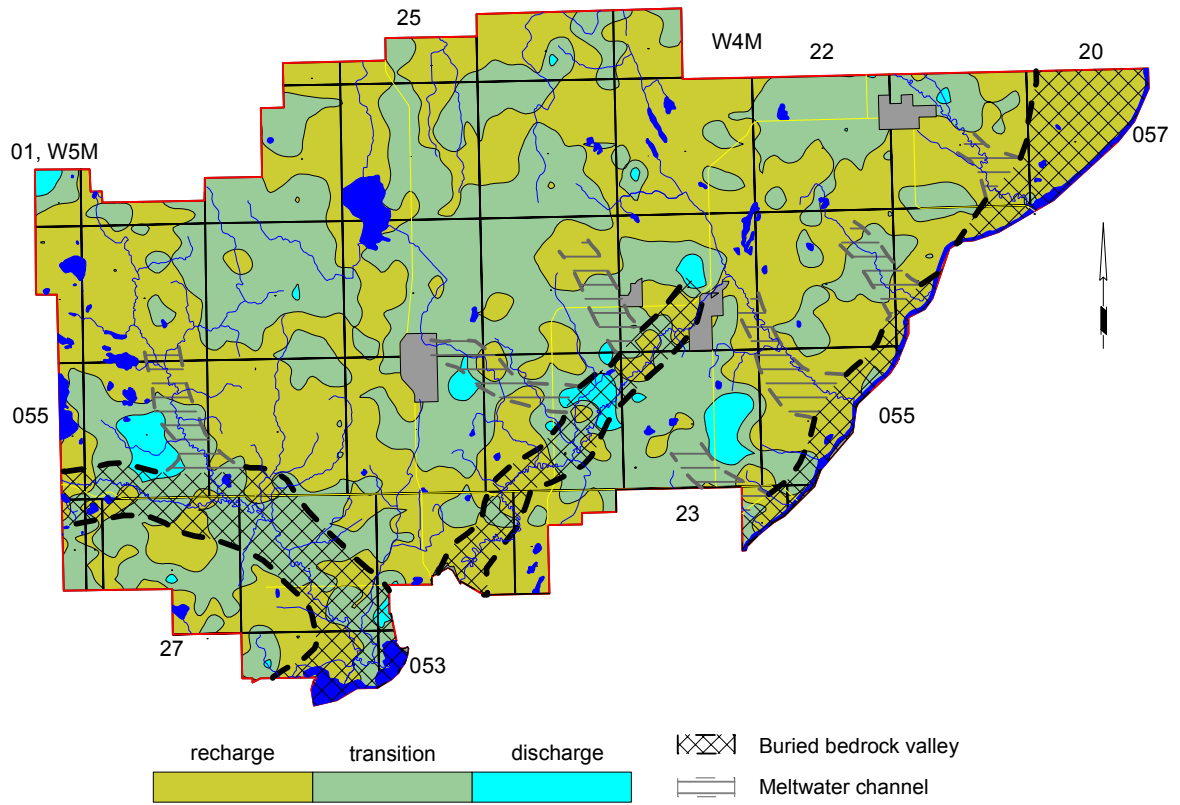 25
W4M
22
20
057
01, W5M
055
055
23
27
053
recharge transition discharge
Buried bedrock valley
Meltwater channel